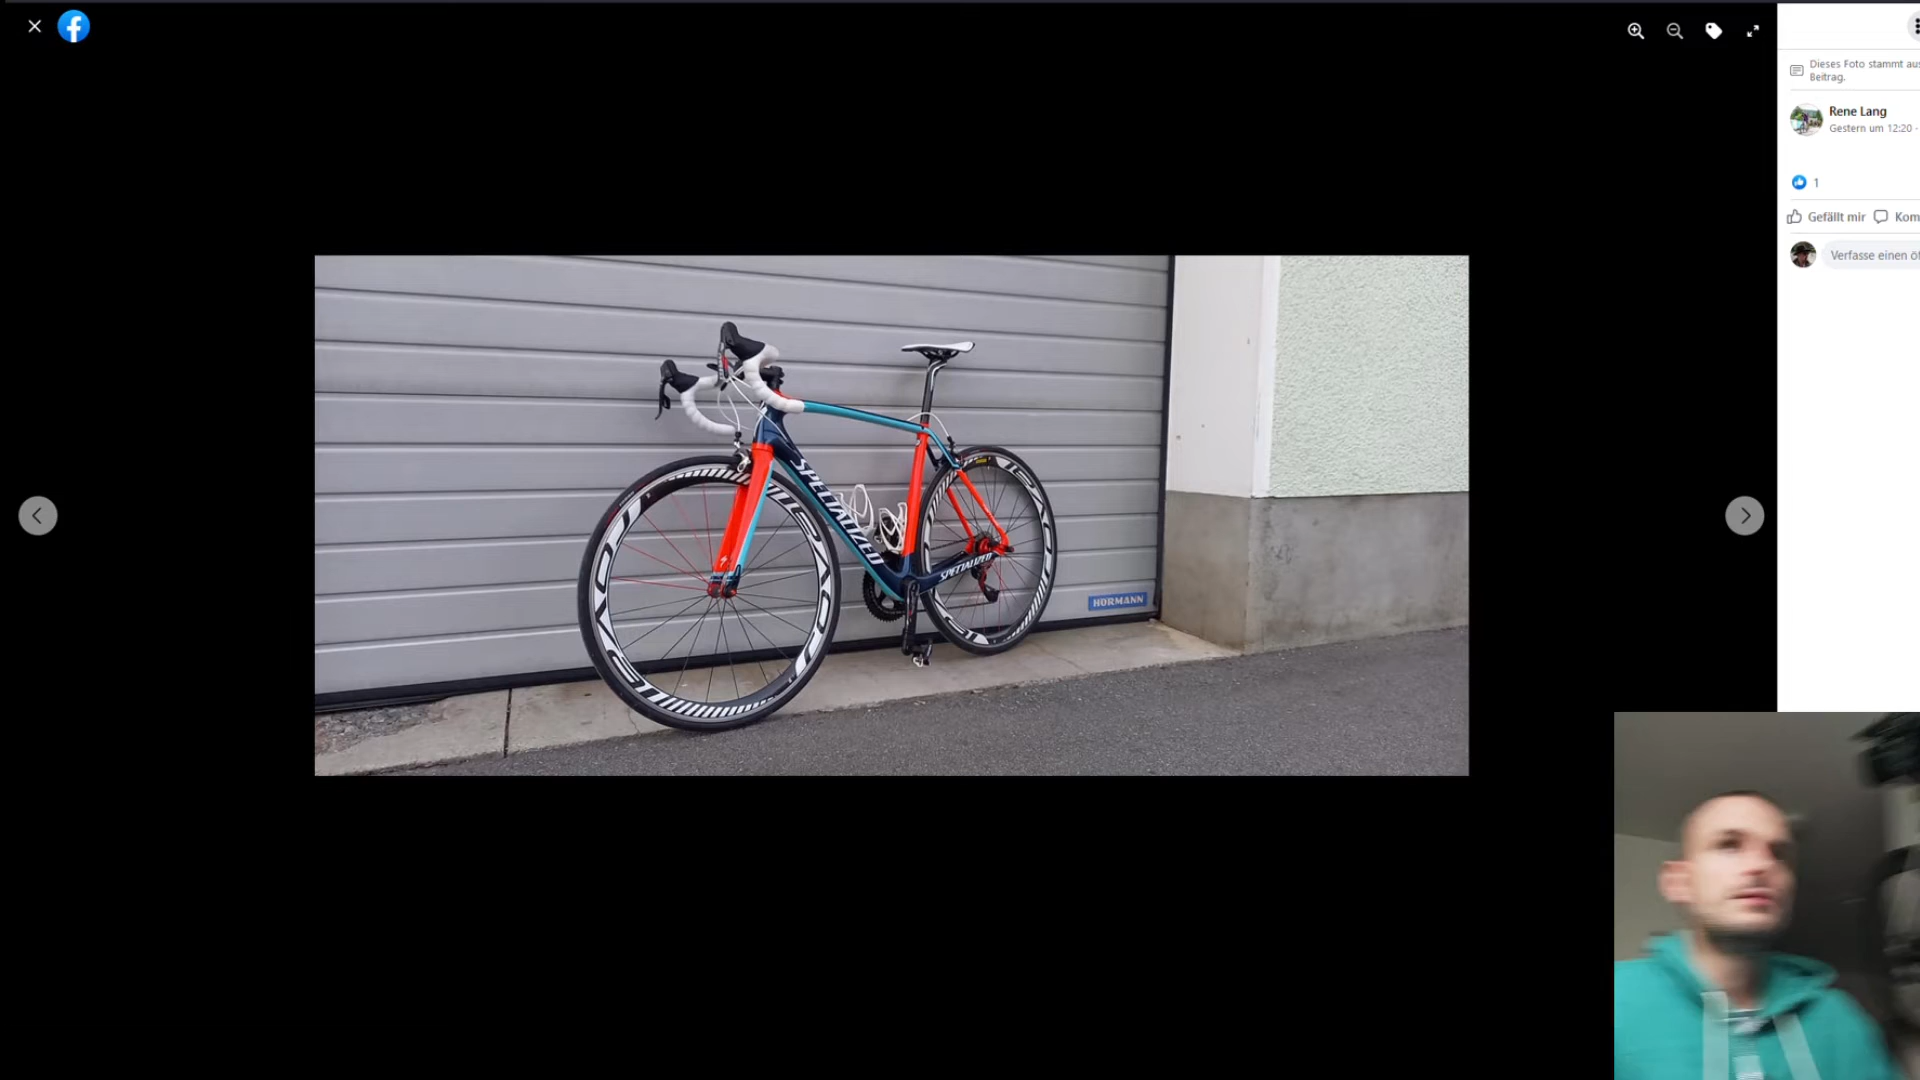 Dieses Foto stammt aus
Beitrag.
Rene Lang
Gestern um 12:20 ·
1
Gefällt mir
Kom
Verfasse einen öf
SPECIALIZED
SPECIALIZED
HÖRMANN